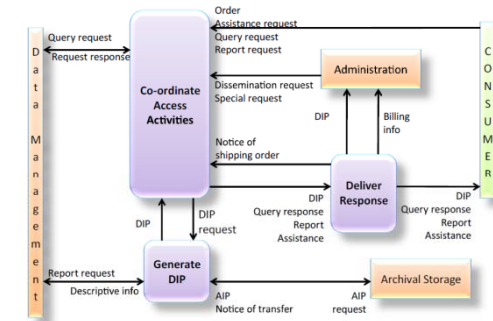 Order
Assistance request
Query request
Report request
Query request
Request response
Data Management
Co-ordinate
Access
Activities
Dissemination request
Special request
Administration
CONSUMER
DIP
Billing
info
Notice of
shipping order
Deliver
Response
DIP
Query response
Report
Assistance
DIP
Query response
Report
Assistance
DIP
DIP
request
Generate
DIP
Report request
Descriptive info
AIP
Notice of transfer
AIP
request
Archival Storage